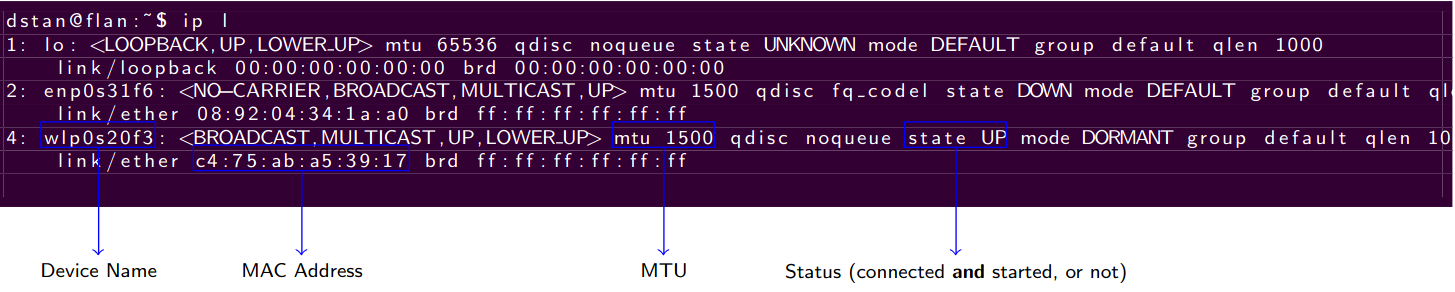 dstan@flan:~$ ip l
1: lo: <LOOPBACK,UP,LOWER_UP> mtu 65536 qdisc noqueue state UNKNOWN mode DEFAULT group default qlen 1000
link/loopback 00:00:00:00:00:00 brd 00:00:00:00:00:00
2: enp0s31f6: <NO-CARRIER,BROADCAST,MULTICAST,UP> mtu 1500 qdisc fq_codel state DOWN mode DEFAULT group default ql
link/ether 08:92:04:34:1a:a0 brd ff:ff:ff:ff:ff:ff
4: wlp0s20f3: <BROADCAST,MULTICAST,UP,LOWER_UP> mtu 1500 qdisc noqueue state UP mode DORMANT group default qlen 10
link/ether c4:75:ab:a5:39:17 brd ff:ff:ff:ff:ff:ff
Device Name MAC Address MTU Status (connected and started, or not)